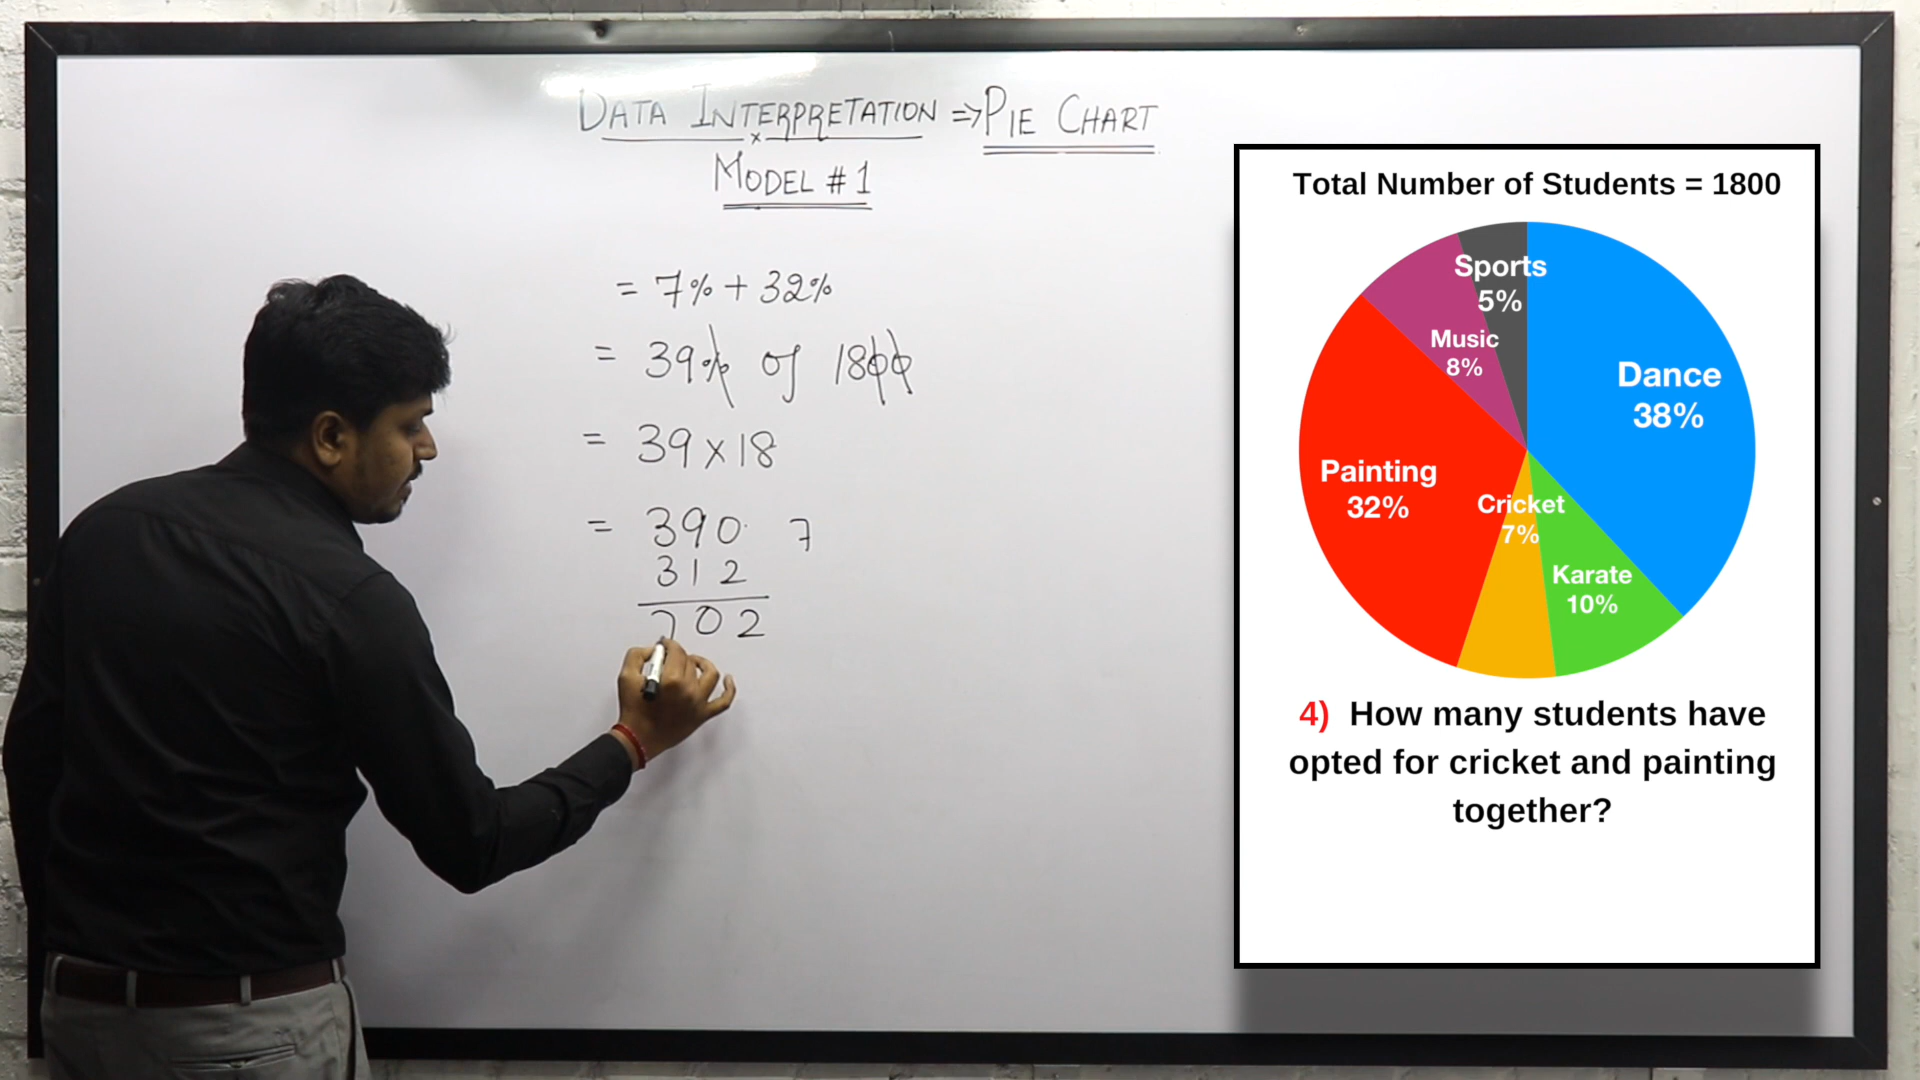 DATA INTERPRETATION => PIE CHART
MODEL #1
= 7% + 32%
= 39% of 1800
= 39 x 18
= 390 7
312
702
Total Number of Students = 1800
Sports
5%
Music
8%
Dance
38%
Painting
32%
Cricket
7%
Karate
10%
4) How many students have
opted for cricket and painting
together?